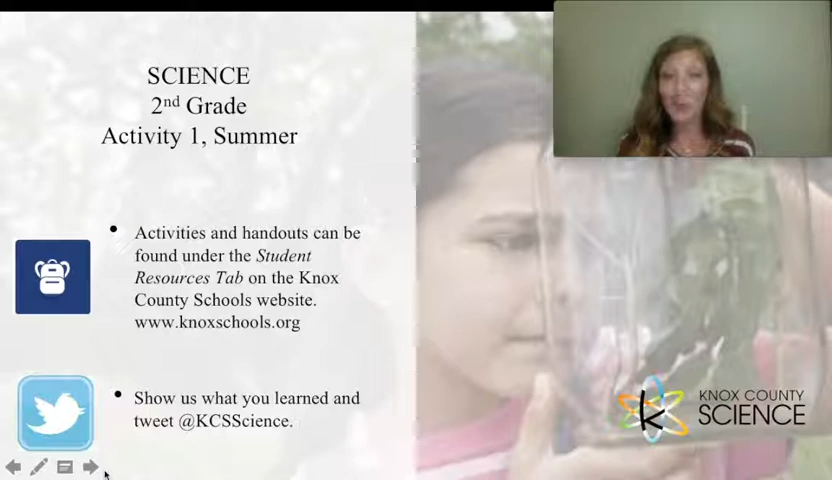 SCIENCE
2nd Grade
Activity 1, Summer
• Activities and handouts can be
found under the Student
Resources Tab on the Knox
County Schools website.
www.knoxschools.org
• Show us what you learned and
tweet @KCSScience.
k KNOX COUNTY
SCIENCE